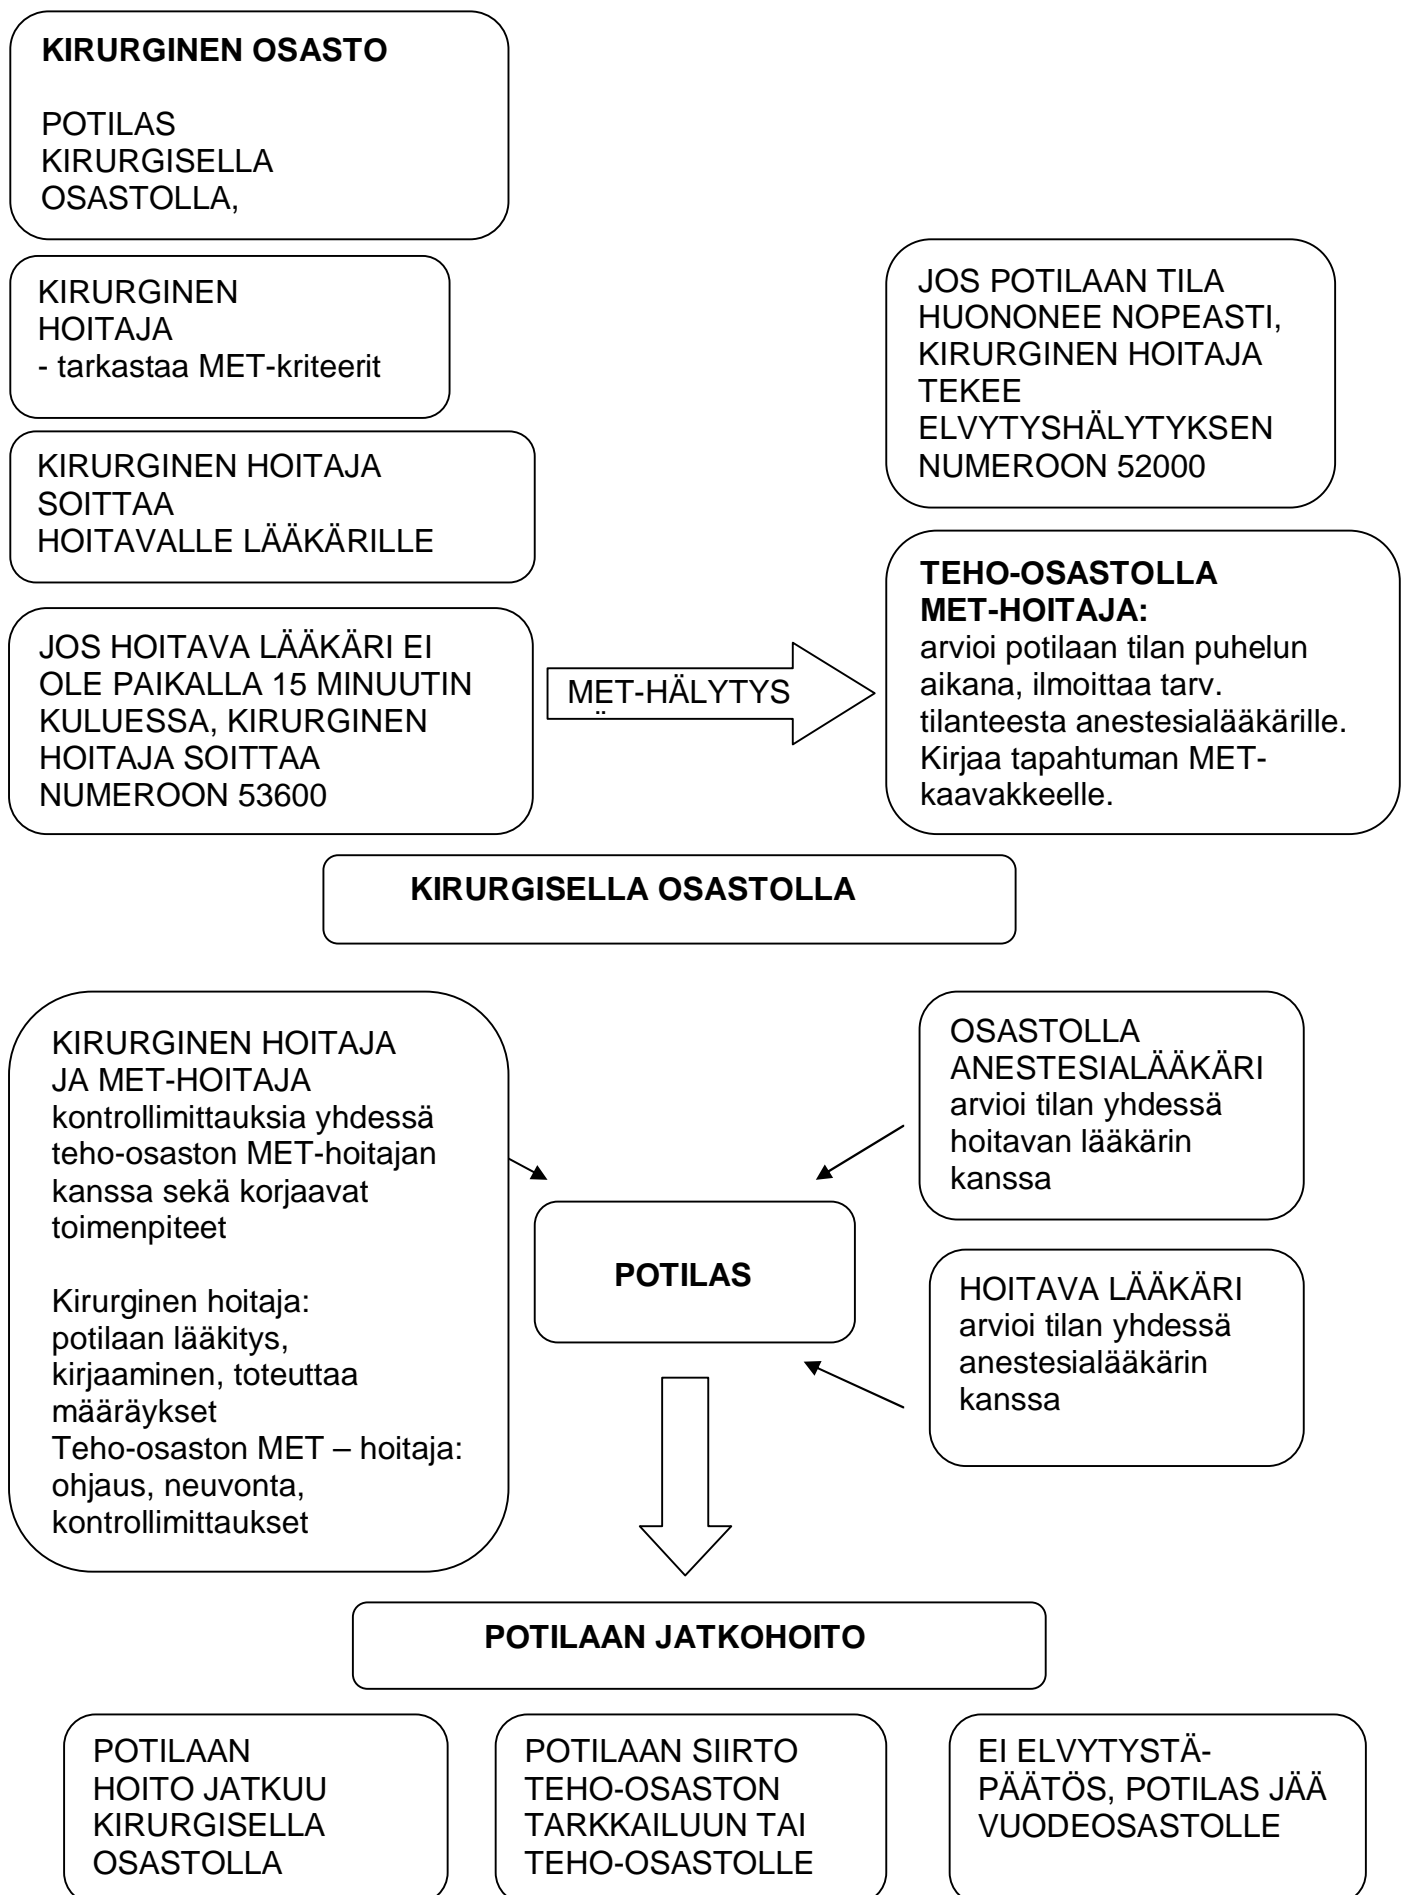 KIRURGINEN OSASTO
POTILAS
KIRURGISELLA
OSASTOLLA,
KIRURGINEN
HOITAJA
- tarkastaa MET-kriteerit
KIRURGINEN HOITAJA
SOITTAA
HOITAVALLE LÄÄKÄRILLE
JOS HOITAVA LÄÄKÄRI EI
OLE PAIKALLA 15 MINUUTIN
KULUESSA, KIRURGINEN
HOITAJA SOITTAA
NUMEROON 53600
MET-HÄLYTYS
JOS POTILAAN TILA
HUONONEE NOPEASTI,
KIRURGINEN HOITAJA
TEKEE
ELVYTYSHÄLYTYKSEN
NUMEROON 52000
TEHO-OSASTOLLA
MET-HOITAJA:
arvioi potilaan tilan puhelun
aikana, ilmoittaa tarv.
tilanteesta anestesialääkärille.
Kirjaa tapahtuman MET-
kaavakkeelle.
KIRURGISELLA OSASTOLLA
KIRURGINEN HOITAJA
JA MET-HOITAJA
kontrollimittauksia yhdessä
teho-osaston MET-hoitajan
kanssa sekä korjaavat
toimenpiteet
Kirurginen hoitaja:
potilaan lääkitys,
kirjaaminen, toteuttaa
määräykset
Teho-osaston MET – hoitaja:
ohjaus, neuvonta,
kontrollimittaukset
OSASTOLLA
ANESTESIALÄÄKÄRI
arvioi tilan yhdessä
hoitavan lääkärin
kanssa
POTILAS
HOITAVA LÄÄKÄRI
arvioi tilan yhdessä
anestesialääkärin
kanssa
POTILAAN JATKOHOITO
POTILAAN
HOITO JATKUU
KIRURGISELLA
OSASTOLLA
POTILAAN SIIRTO
TEHO-OSASTON
TARKKAILUUN TAI
TEHO-OSASTOLLE
EI ELVYTYSTÄ-
PÄÄTÖS, POTILAS JÄÄ
VUODEOSASTOLLE